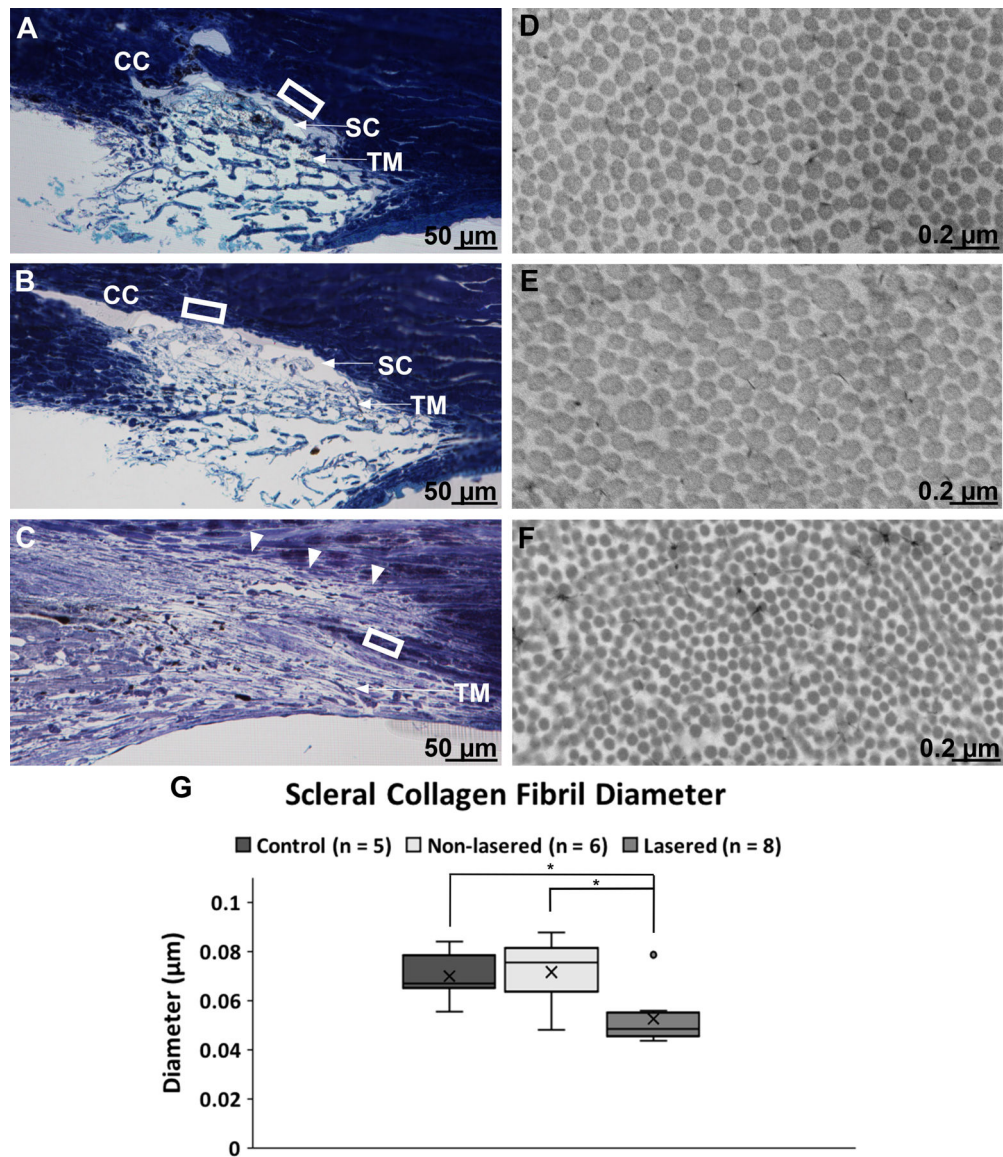 A
CC
SC
TM
50 µm
D
0.2 µm
B
CC
SC
TM
50 µm
E
0.2 µm
C
TM
50 µm
F
0.2 µm
G
Scleral Collagen Fibril Diameter
Control (n = 5) Non-lasered (n = 6) Lasered (n = 8)
*
*
0.1
0.08
0.06
0.04
0.02
0
Diameter (µm)